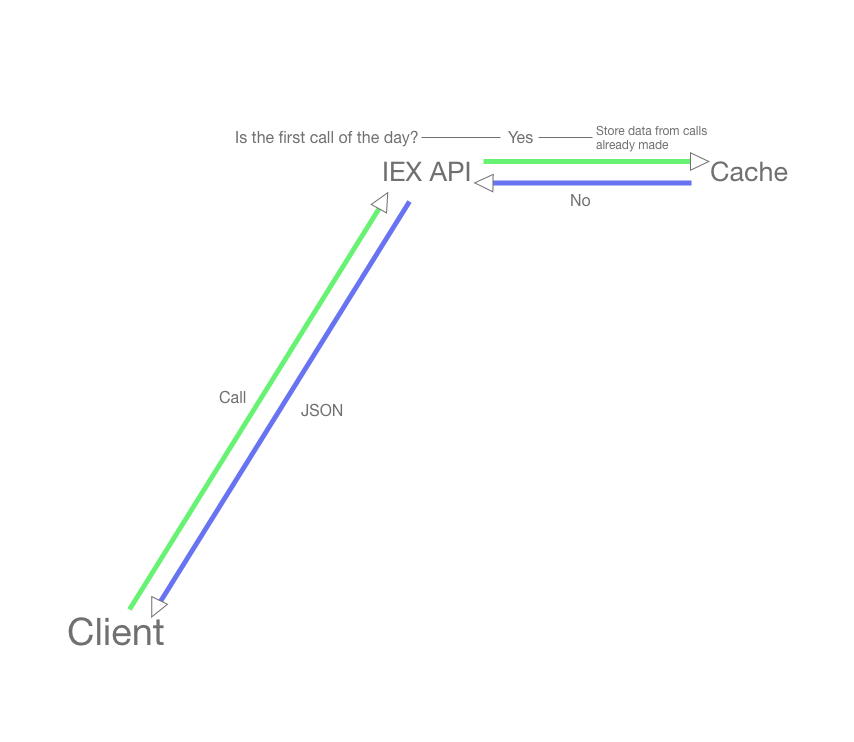 Is the first call of the day?
Yes
Store data from calls
already made
IEX API
Cache
No
Call
JSON
Client